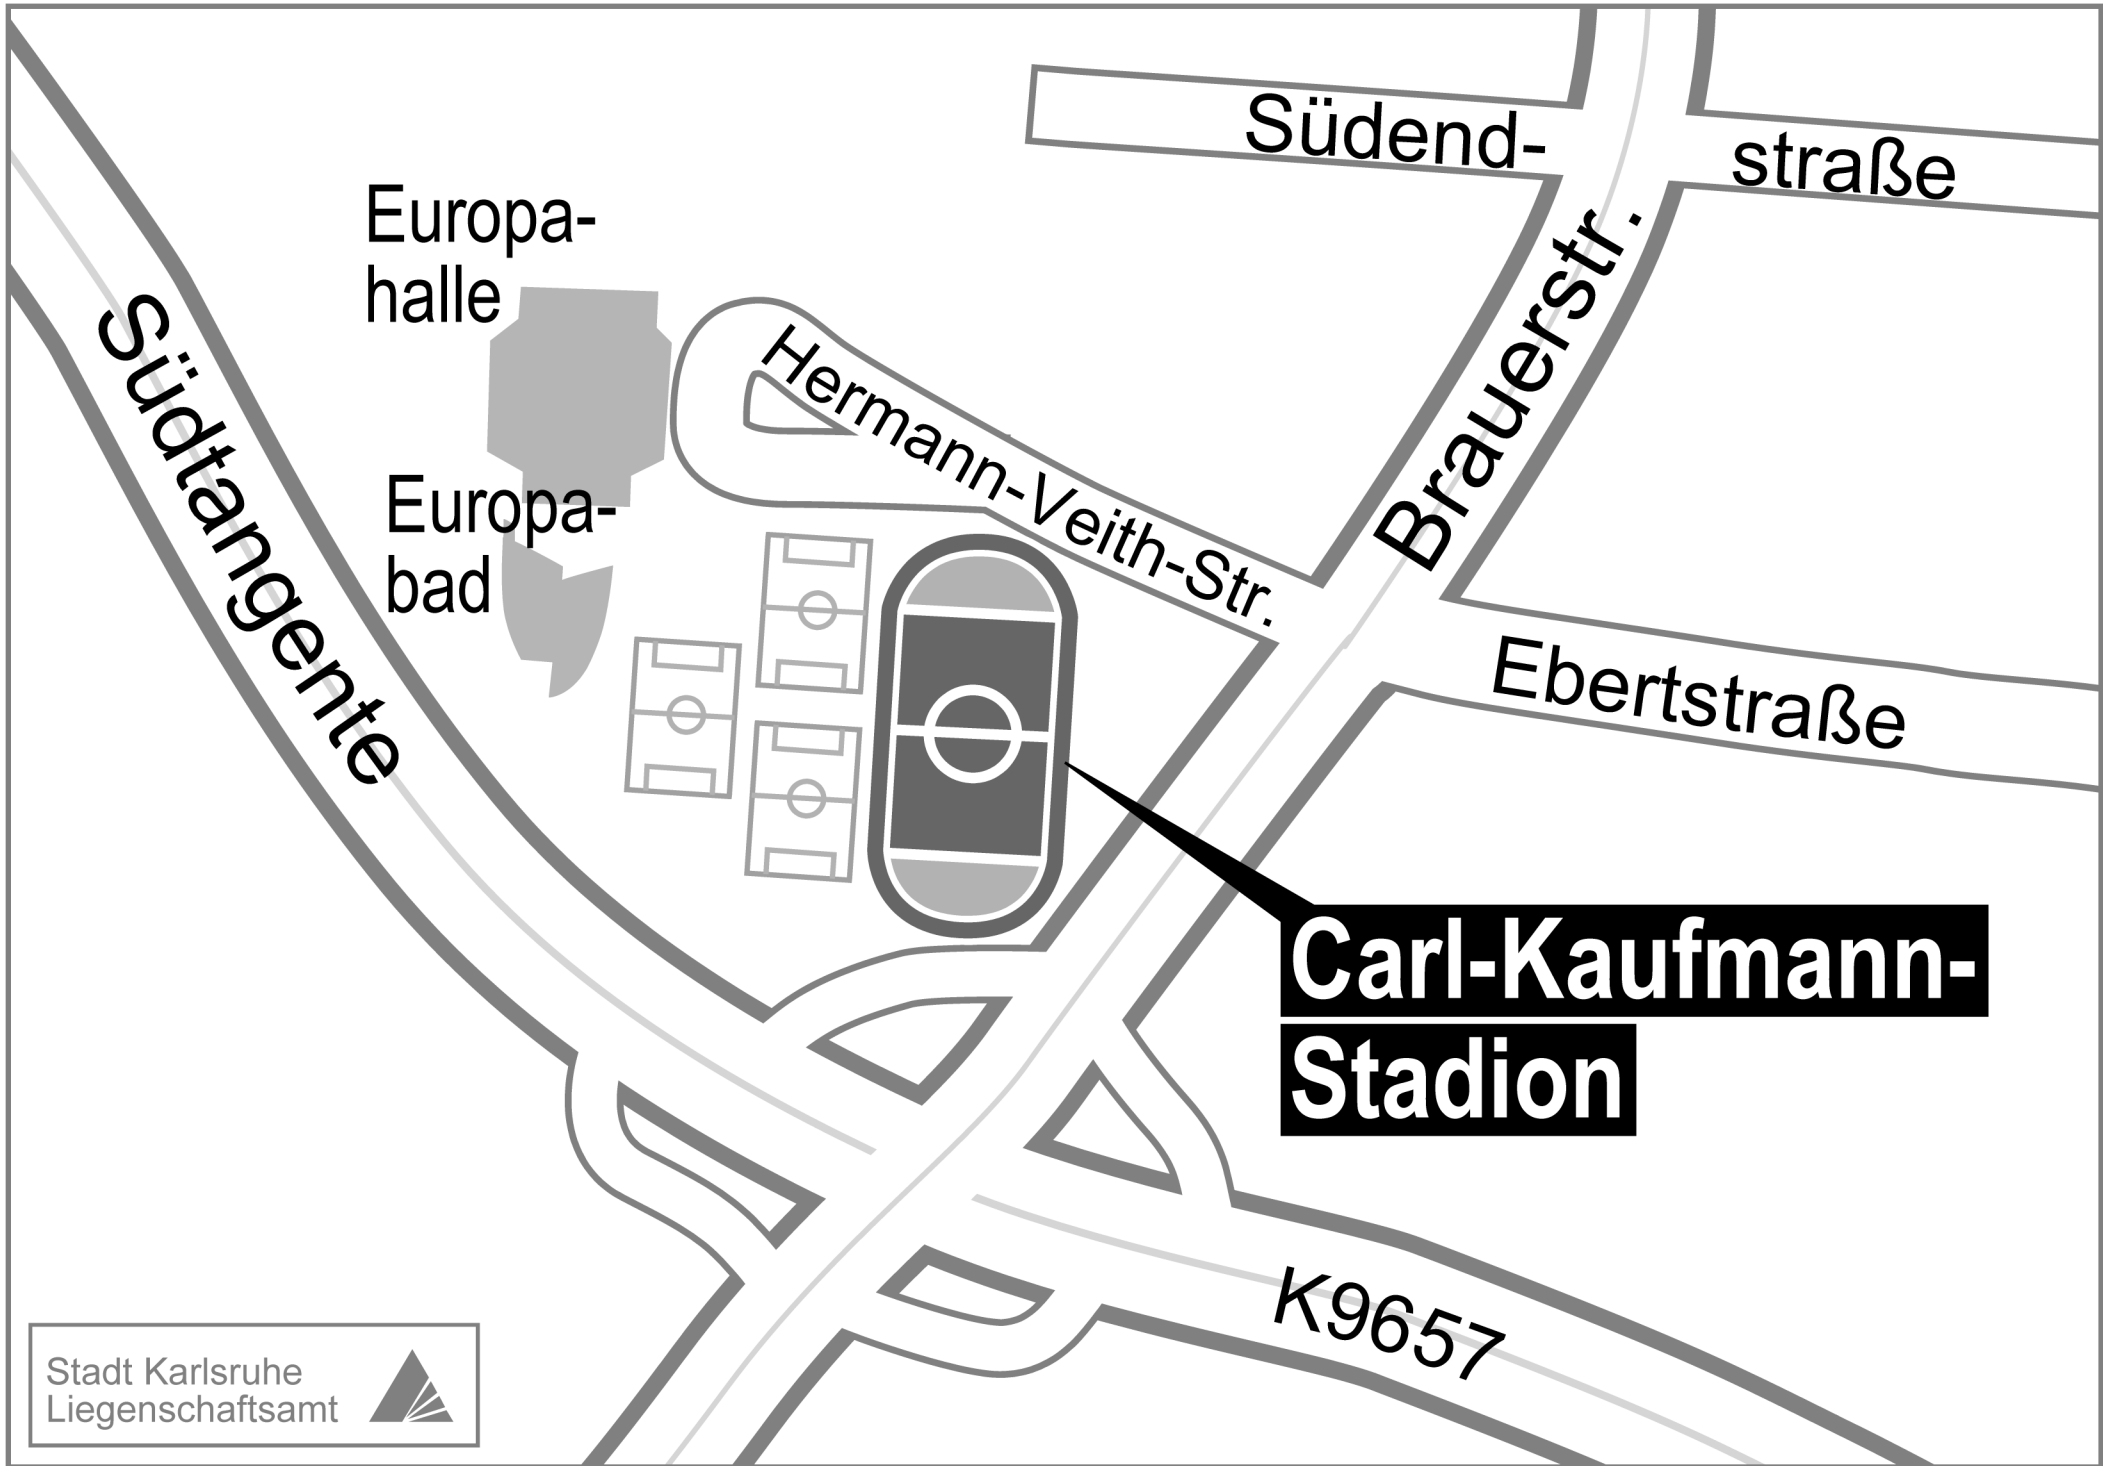 Südend-
straße
Europa-
halle
Brauerstr.
Hermann-Veith-Str.
Südtangente
Europa-
bad
Ebertstraße
Carl-Kaufmann-
Stadion
K9657
Stadt Karlsruhe
Liegenschaftsamt